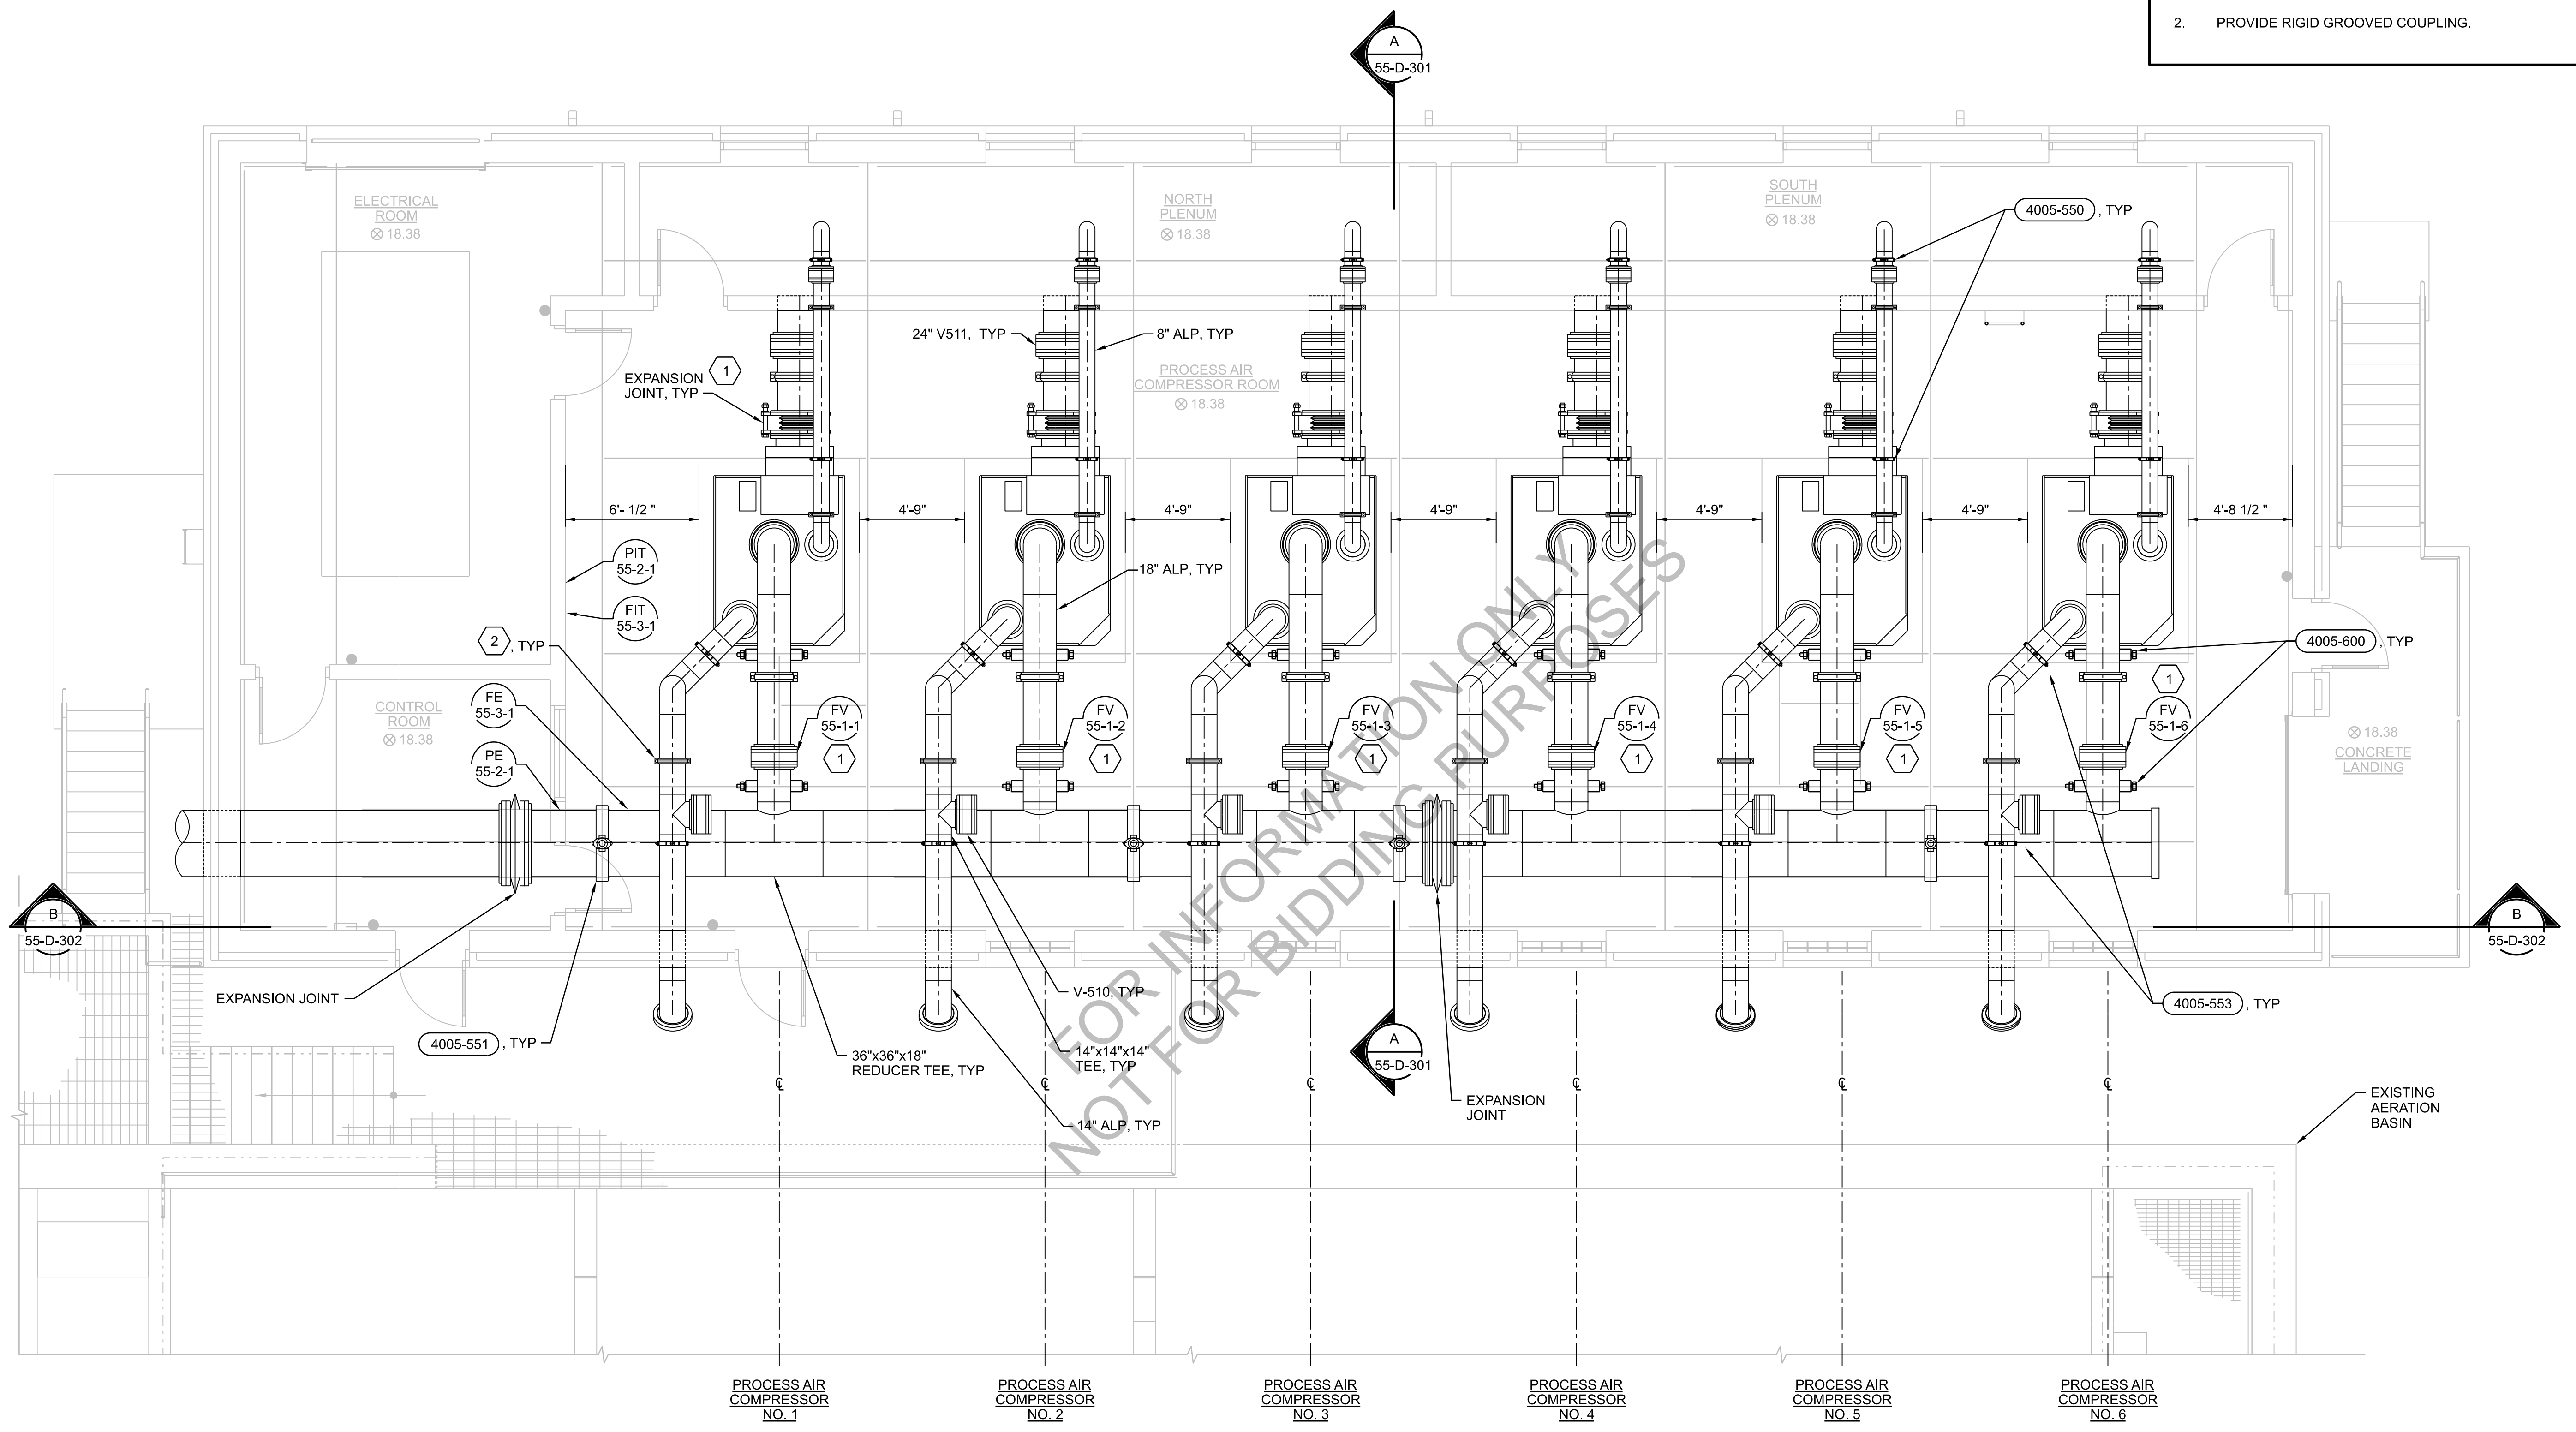 2. PROVIDE RIGID GROOVED COUPLING.
A
55-D-301
ELECTRICAL
ROOM
18.38
NORTH
PLENUM
18.38
SOUTH
PLENUM
18.38
4005-550 , TYP
24" V511, TYP
8" ALP, TYP
EXPANSION
JOINT, TYP
1
PROCESS AIR
COMPRESSOR ROOM
18.38
6'- 1/2 "
4'-9"
4'-9"
4'-9"
4'-9"
4'-9"
4'-8 1/2 "
PIT
55-2-1
18" ALP, TYP
FIT
55-3-1
2 , TYP
4005-600 , TYP
FE
55-3-1
CONTROL
ROOM
18.38
PE
55-2-1
FV
55-1-1
1
FV
55-1-2
1
FV
55-1-3
1
FV
55-1-4
1
FV
55-1-5
1
1
FV
55-1-6
18.38
CONCRETE
LANDING
B
55-D-302
B
55-D-302
EXPANSION JOINT
4005-551 , TYP
V-510, TYP
4005-553 , TYP
36"x36"x18"
REDUCER TEE, TYP
14"x14"x14"
TEE, TYP
14" ALP, TYP
A
55-D-301
EXPANSION
JOINT
EXISTING
AERATION
BASIN
FOR INFORMATION ONLY
NOT FOR BIDDING PURPOSES
PROCESS AIR
COMPRESSOR
NO. 1
PROCESS AIR
COMPRESSOR
NO. 2
PROCESS AIR
COMPRESSOR
NO. 3
PROCESS AIR
COMPRESSOR
NO. 4
PROCESS AIR
COMPRESSOR
NO. 5
PROCESS AIR
COMPRESSOR
NO. 6